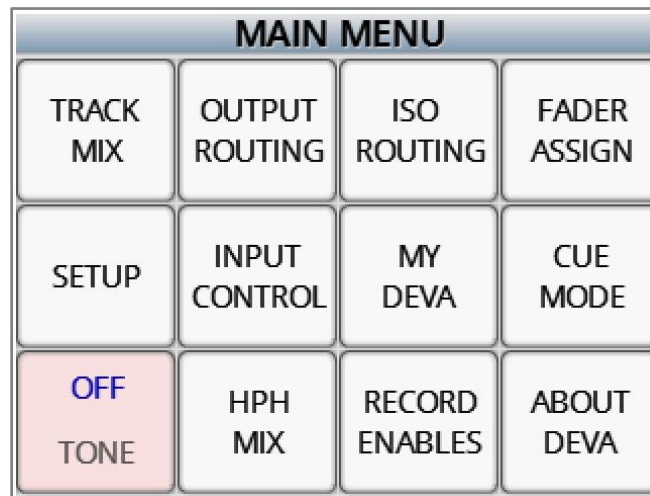 MAIN MENU
TRACK
MIX
OUTPUT
ROUTING
ISO
ROUTING
FADER
ASSIGN
SETUP
INPUT
CONTROL
MY
DEVA
CUE
MODE
OFF
TONE
HPH
MIX
RECORD
ENABLES
ABOUT
DEVA